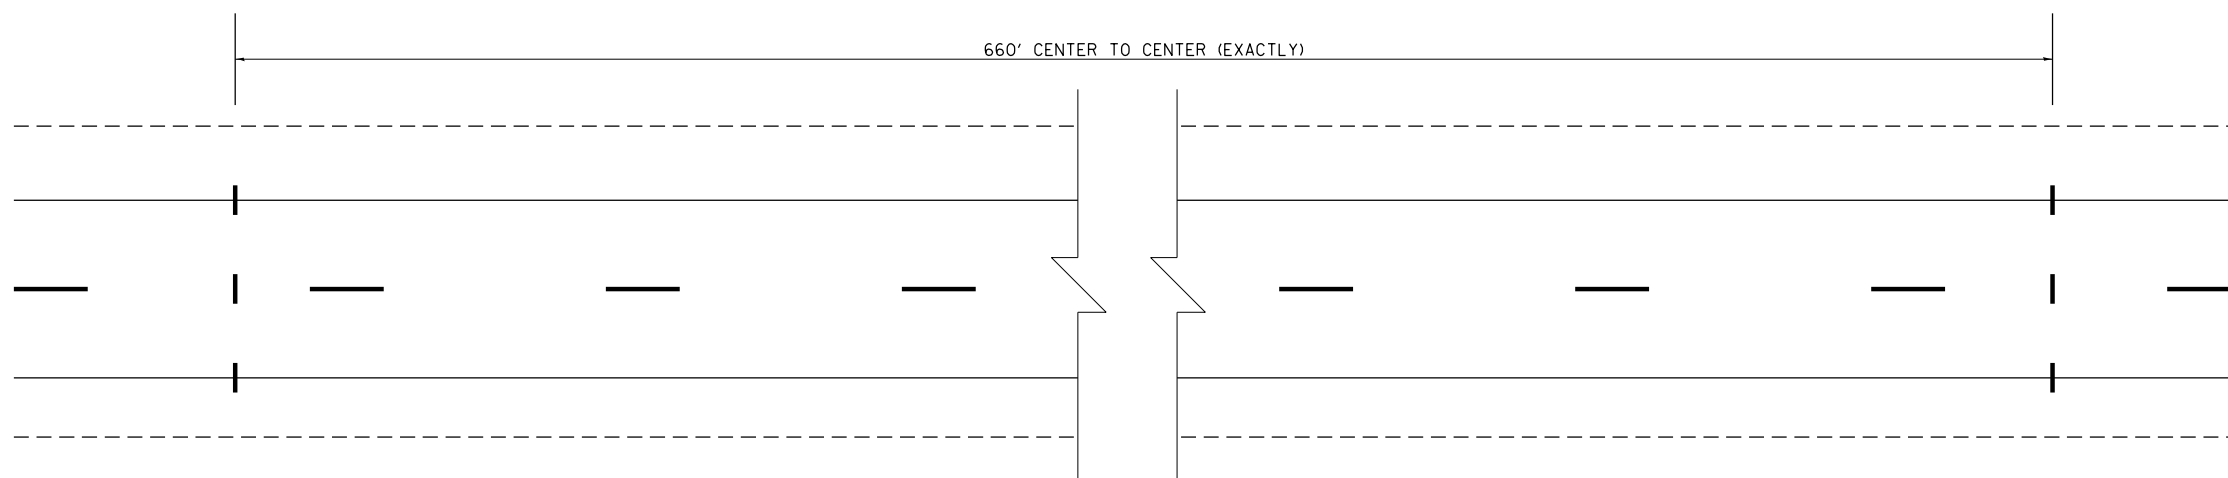 660' CENTER TO CENTER (EXACTLY)